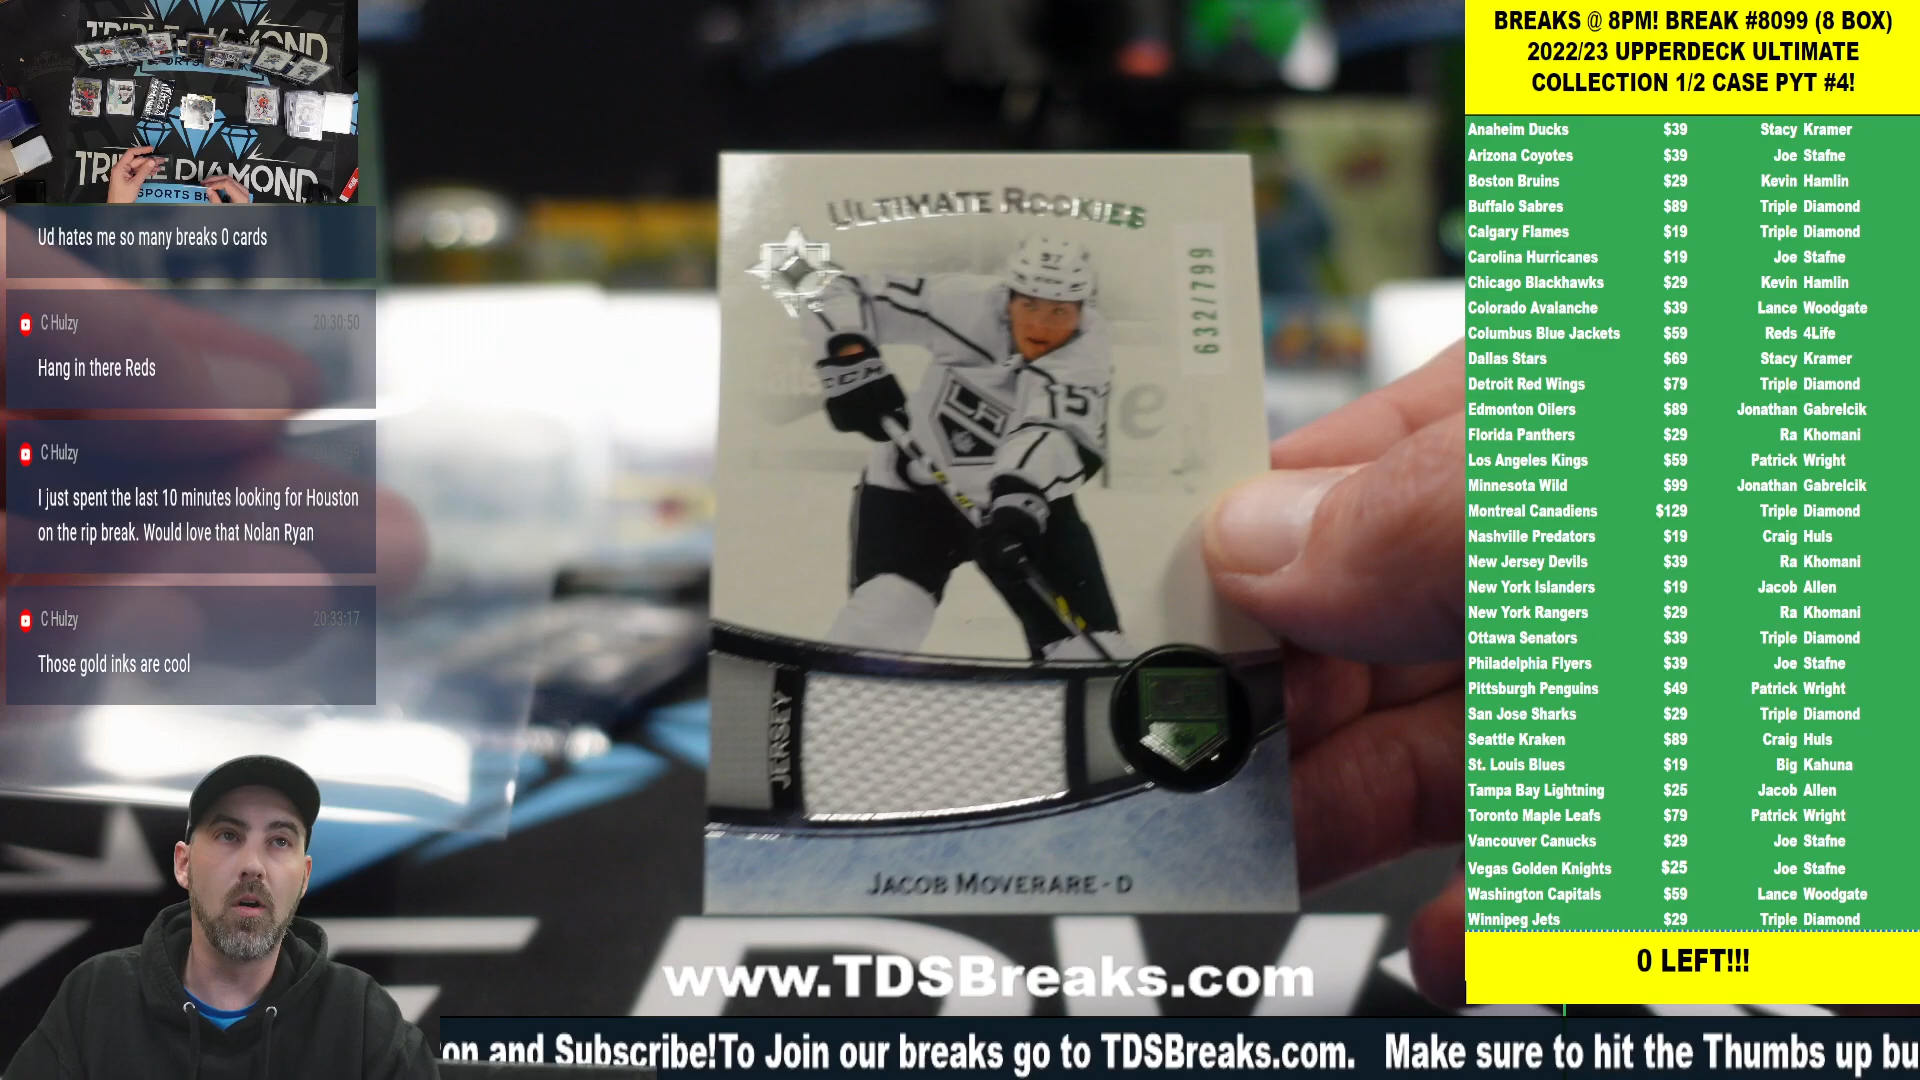 TRIPLE DIAMOND
SPORTS
TRIPLE DIAMOND
SPORTS BR
Ud hates me so many breaks 0 cards
C Hulzy 20:30:50
Hang in there Reds
C Hulzy
I just spent the last 10 minutes looking for Houston
on the rip break. Would love that Nolan Ryan
C Hulzy 20:33:17
Those gold inks are cool
ULTIMATE ROOKIES
632/799
97
CCM
LA
JERSEY
JACOB MOVERARE - D
www.TDSBreaks.com
on and Subscribe!To Join our breaks go to TDSBreaks.com. Make sure to hit the Thumbs up bu
BREAKS @ 8PM! BREAK #8099 (8 BOX)
2022/23 UPPERDECK ULTIMATE
COLLECTION 1/2 CASE PYT #4!
Anaheim Ducks $39 Stacy Kramer
Arizona Coyotes $39 Joe Stafne
Boston Bruins $29 Kevin Hamlin
Buffalo Sabres $89 Triple Diamond
Calgary Flames $19 Triple Diamond
Carolina Hurricanes $19 Joe Stafne
Chicago Blackhawks $29 Kevin Hamlin
Colorado Avalanche $39 Lance Woodgate
Columbus Blue Jackets $59 Reds 4Life
Dallas Stars $69 Stacy Kramer
Detroit Red Wings $79 Triple Diamond
Edmonton Oilers $89 Jonathan Gabrelcik
Florida Panthers $29 Ra Khomani
Los Angeles Kings $59 Patrick Wright
Minnesota Wild $99 Jonathan Gabrelcik
Montreal Canadiens $129 Triple Diamond
Nashville Predators $19 Craig Huls
New Jersey Devils $39 Ra Khomani
New York Islanders $19 Jacob Allen
New York Rangers $29 Ra Khomani
Ottawa Senators $39 Triple Diamond
Philadelphia Flyers $39 Joe Stafne
Pittsburgh Penguins $49 Patrick Wright
San Jose Sharks $29 Triple Diamond
Seattle Kraken $89 Craig Huls
St. Louis Blues $19 Big Kahuna
Tampa Bay Lightning $25 Jacob Allen
Toronto Maple Leafs $79 Patrick Wright
Vancouver Canucks $29 Joe Stafne
Vegas Golden Knights $25 Joe Stafne
Washington Capitals $59 Lance Woodgate
Winnipeg Jets $29 Triple Diamond
0 LEFT!!!